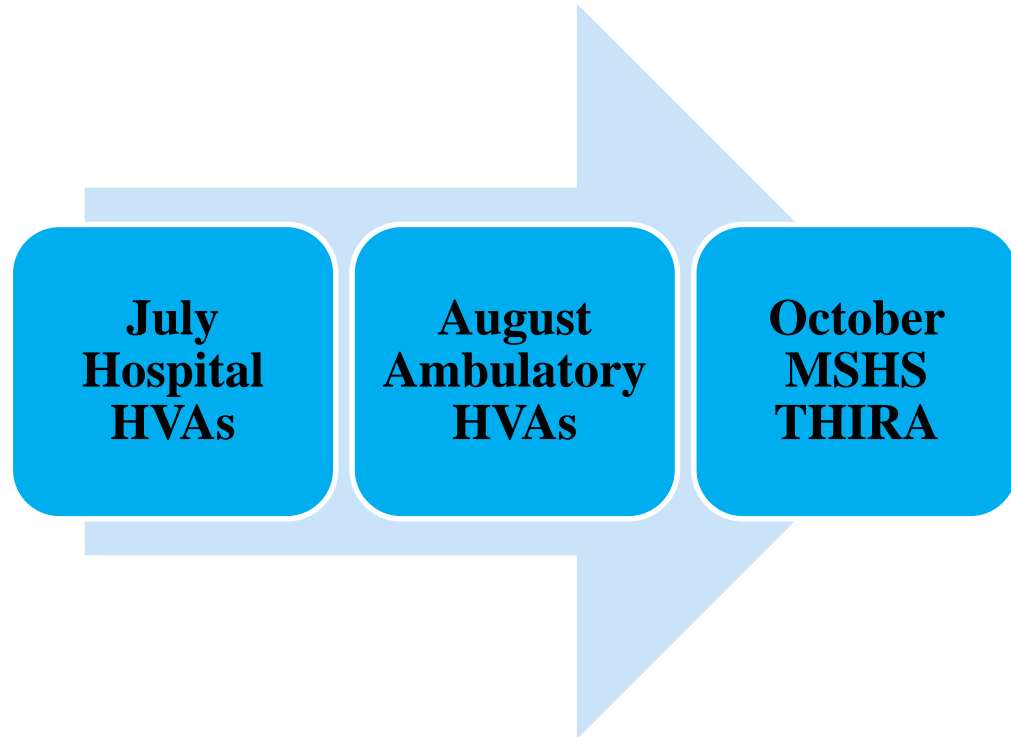 July
Hospital
HVAs
August
Ambulatory
HVAs
October
MSHS
THIRA